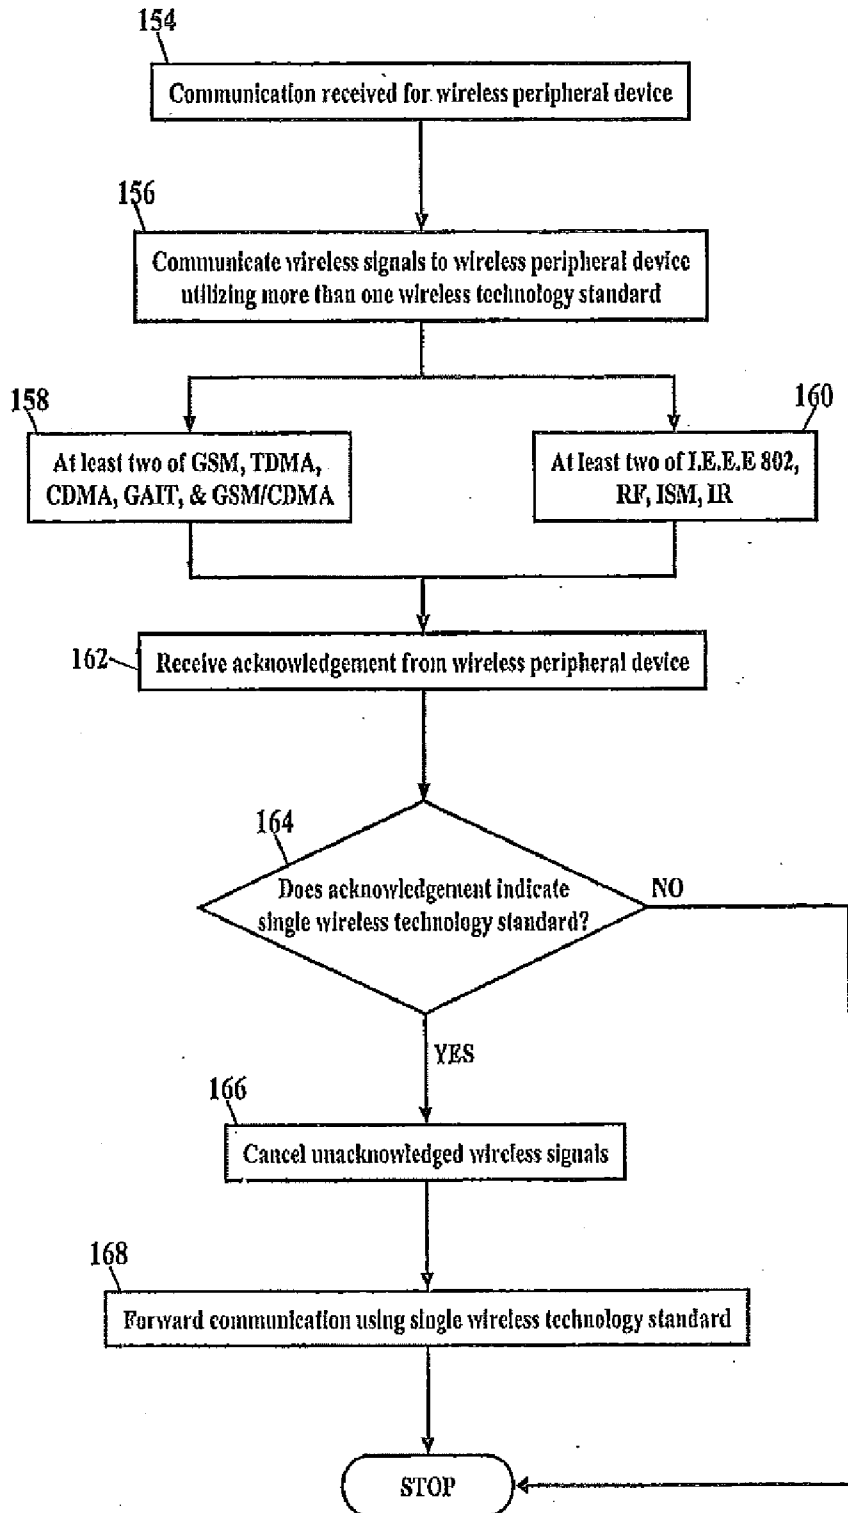 154
Communication received for wireless peripheral device
156
Communicate wireless signals to wireless peripheral device
utilizing more than one wireless technology standard
158
At least two of GSM, TDMA,
CDMA, GAIT, & GSM/CDMA
160
At least two of I.E.E.E 802,
RF, ISM, IR
162
Receive acknowledgement from wireless peripheral device
164
Does acknowledgement indicate
single wireless technology standard?
NO
YES
166
Cancel unacknowledged wireless signals
168
Forward communication using single wireless technology standard
STOP